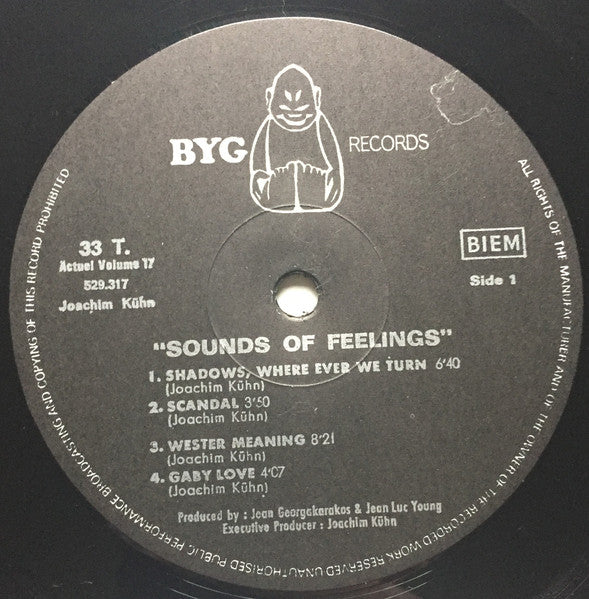 BYG RECORDS
33 T.
Actuel Volume 17
529.317
Joachim Kühn
BIEM
Side 1
"SOUNDS OF FEELINGS"
1. SHADOWS, WHERE EVER WE TURN 6'40
(Joachim Kühn)
2. SCANDAL 3'50
(Joachim Kühn)
3. WESTER MEANING 8'21
(Joachim Kühn)
4. GABY LOVE 4'07
(Joachim Kühn)
Produced by : Jean Georgakarakos & Jean Luc Young
Executive Producer : Joachim Kühn
ALL RIGHTS OF THE MANUFACTURER AND OF THE OWNER OF THE RECORDED WORK RESERVED UNAUTHORISED PUBLIC PERFORMANCE BROADCASTING AND COPYING OF THIS RECORD PROHIBITED